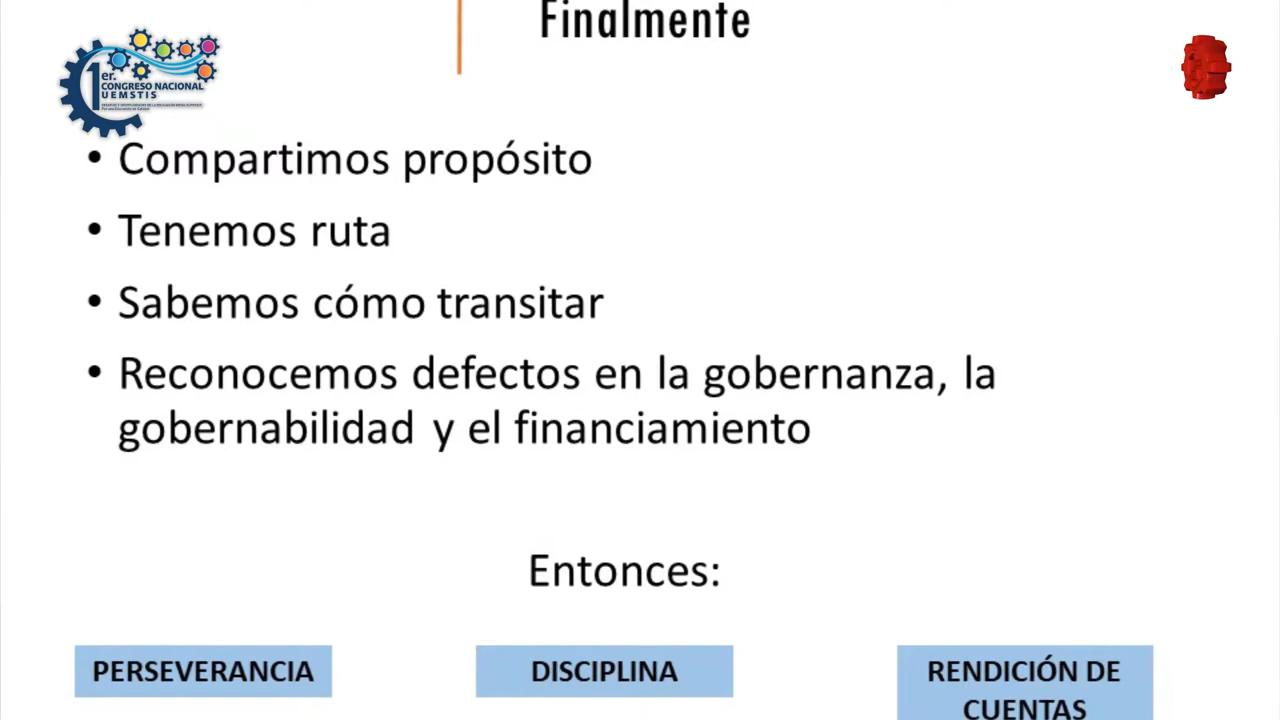 Finalmente
1er.
CONGRESO NACIONAL
UEMSTIS
• Compartimos propósito
• Tenemos ruta
• Sabemos cómo transitar
• Reconocemos defectos en la gobernanza, la
gobernabilidad y el financiamiento
Entonces:
PERSEVERANCIA
DISCIPLINA
RENDICIÓN DE
CUENTAS